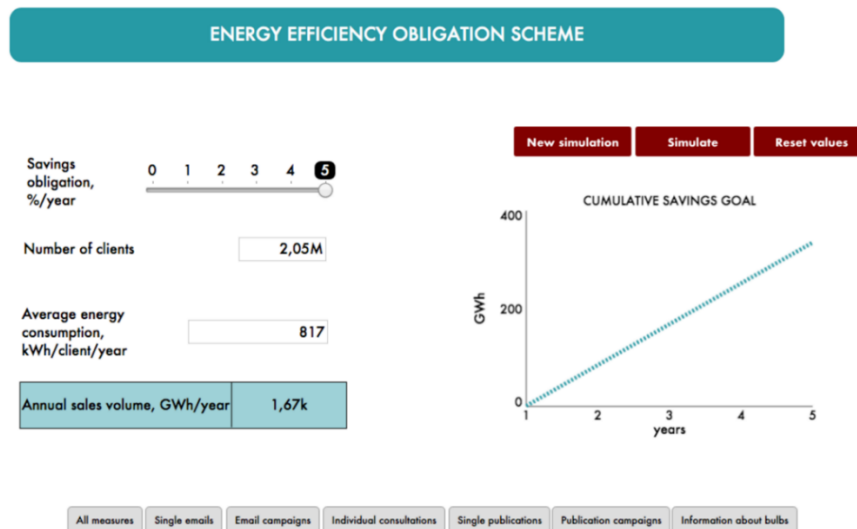 ENERGY EFFICIENCY OBLIGATION SCHEME
New simulation
Simulate
Reset values
Savings
obligation,
%/year
0 1 2 3 4 5
Number of clients
2,05M
Average energy
consumption,
kWh/client/year
817
Annual sales volume, GWh/year
1,67k
CUMULATIVE SAVINGS GOAL
400
200
0
GWh
1 2 3 4 5
years
All measures
Single emails
Email campaigns
Individual consultations
Single publications
Publication campaigns
Information about bulbs